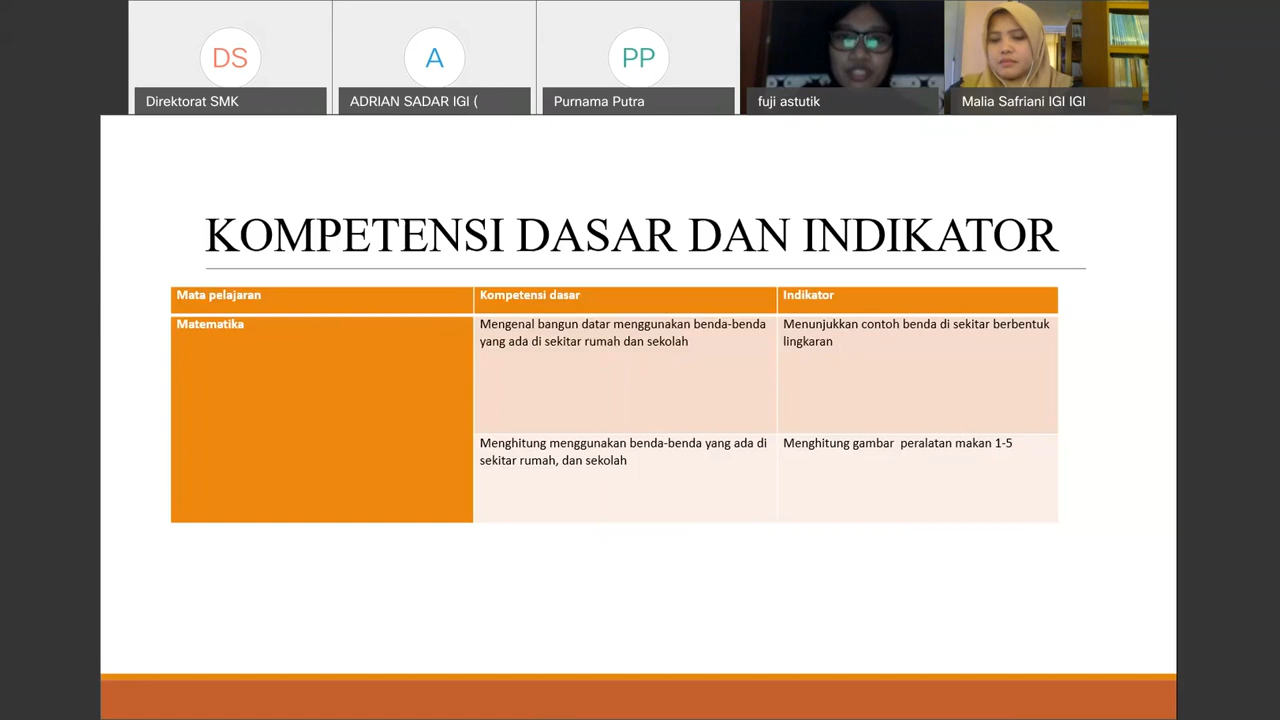 DS
A
PP
Direktorat SMK
ADRIAN SADAR IGI (
Purnama Putra
fuji astutik
Malia Safriani IGI IGI
KOMPETENSI DASAR DAN INDIKATOR
Mata pelajaran
Kompetensi dasar
Indikator
Matematika
Mengenal bangun datar menggunakan benda-benda
yang ada di sekitar rumah dan sekolah
Menunjukkan contoh benda di sekitar berbentuk
lingkaran
Menghitung menggunakan benda-benda yang ada di
sekitar rumah, dan sekolah
Menghitung gambar  peralatan makan 1-5